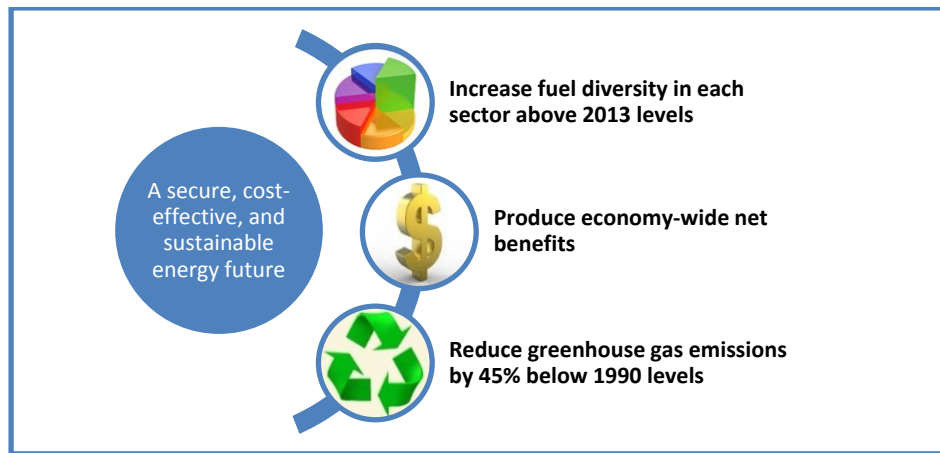 A secure, cost-
effective, and
sustainable
energy future
Increase fuel diversity in each
sector above 2013 levels
Produce economy-wide net
benefits
Reduce greenhouse gas emissions
by 45% below 1990 levels